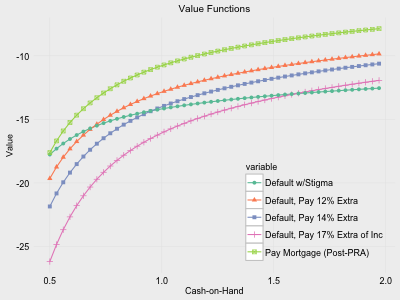 Value Functions
-10
-15
-20
-25
Value
variable
Default w/Stigma
Default, Pay 12% Extra
Default, Pay 14% Extra
Default, Pay 17% Extra of Inc
Pay Mortgage (Post-PRA)
0.5 1.0 1.5 2.0
Cash-on-Hand